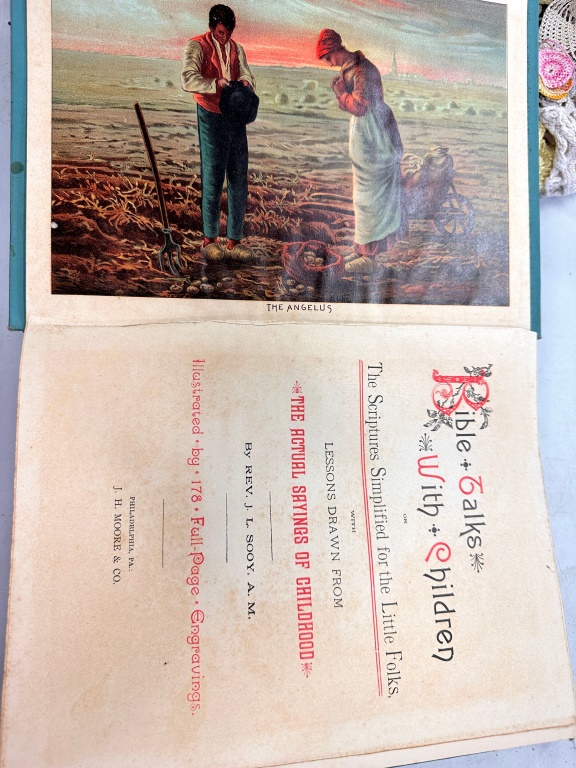 THE ANGELUS
Bible Talks
With Children
OR
The Scriptures Simplified for the Little Folks,
WITH
LESSONS DRAWN FROM
THE ACTUAL SAYINGS OF CHILDHOOD
By REV. J. L. SOOY, A. M.
Illustrated · by · 178 · Full-Page · Engravings.
PHILADELPHIA, PA.:
J. H. MOORE & CO.